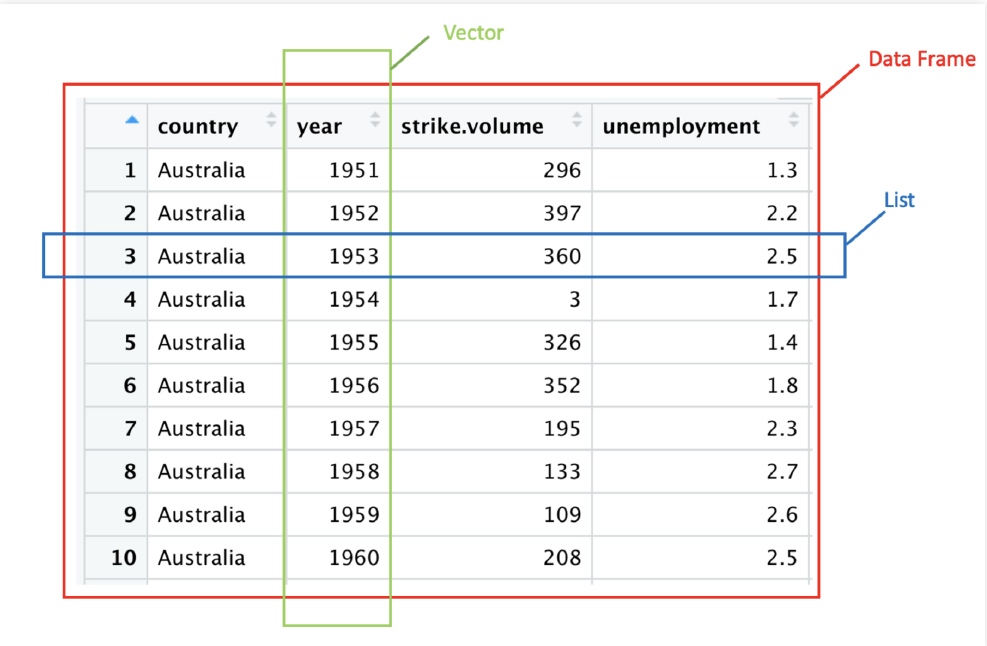 Vector
Data Frame
country year strike.volume unemployment
1 Australia 1951 296 1.3
2 Australia 1952 397 2.2
List
3 Australia 1953 360 2.5
4 Australia 1954 3 1.7
5 Australia 1955 326 1.4
6 Australia 1956 352 1.8
7 Australia 1957 195 2.3
8 Australia 1958 133 2.7
9 Australia 1959 109 2.6
10 Australia 1960 208 2.5